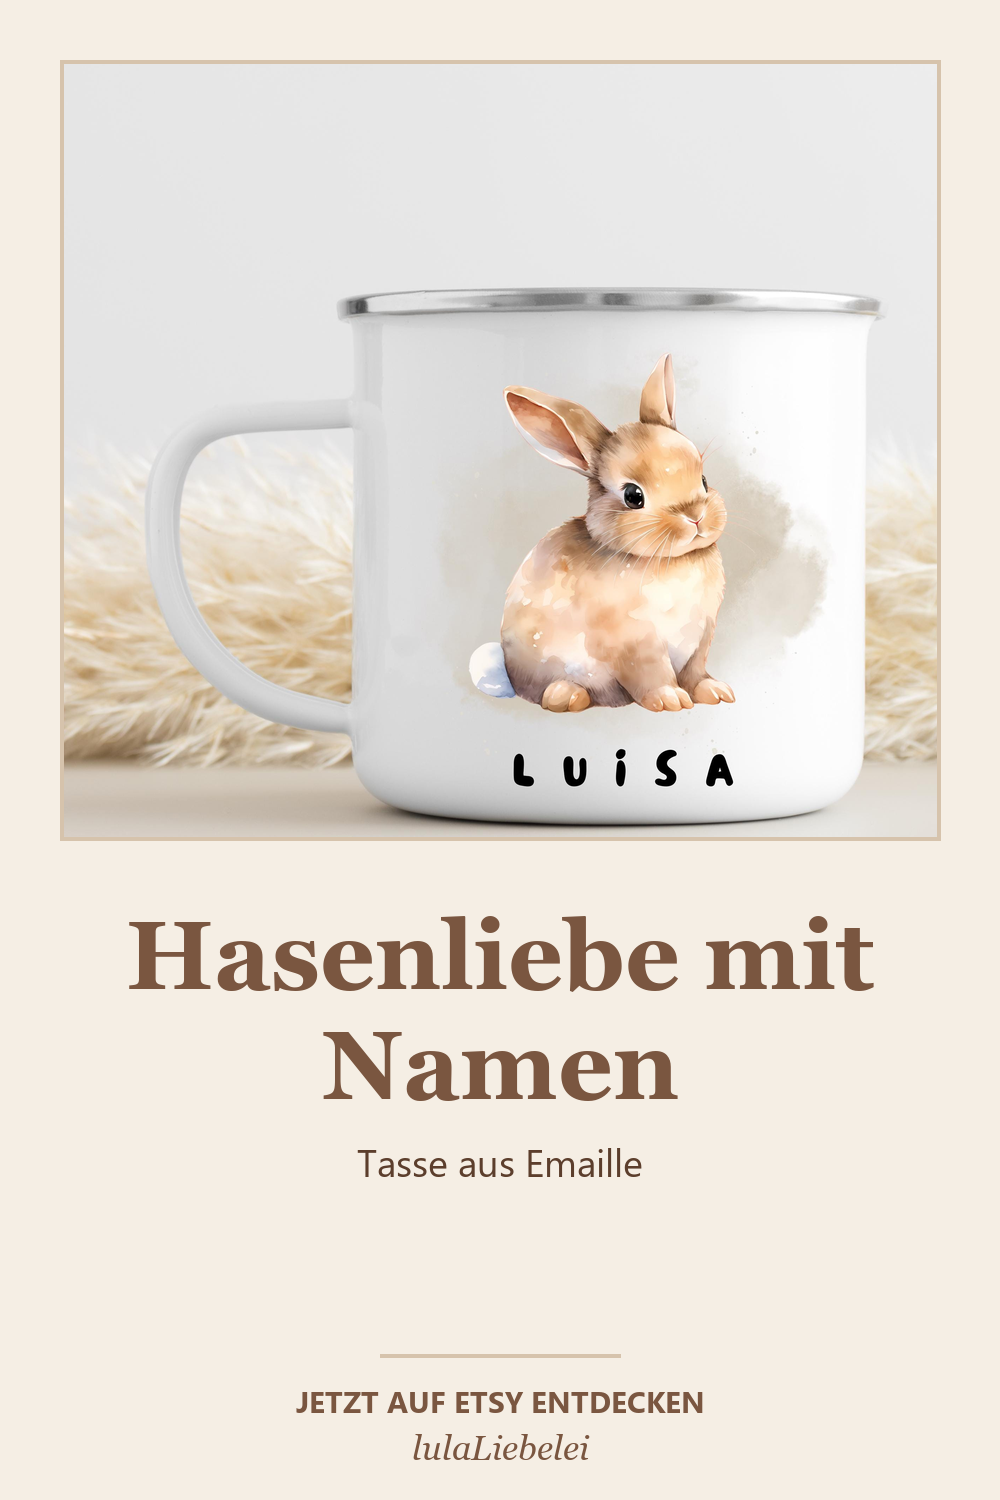 LUiSA
Hasenliebe mit
Namen
Tasse aus Emaille
JETZT AUF ETSY ENTDECKEN
lulaLiebelei